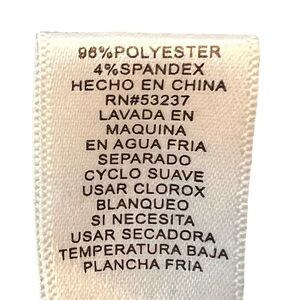 96%POLYESTER
4%SPANDEX
HECHO EN CHINA
RN#53237
LAVADA EN
MAQUINA
EN AGUA FRIA
SEPARADO
CYCLO SUAVE
USAR CLOROX
BLANQUEO
SI NECESITA
USAR SECADORA
TEMPERATURA BAJA
PLANCHA FRIA